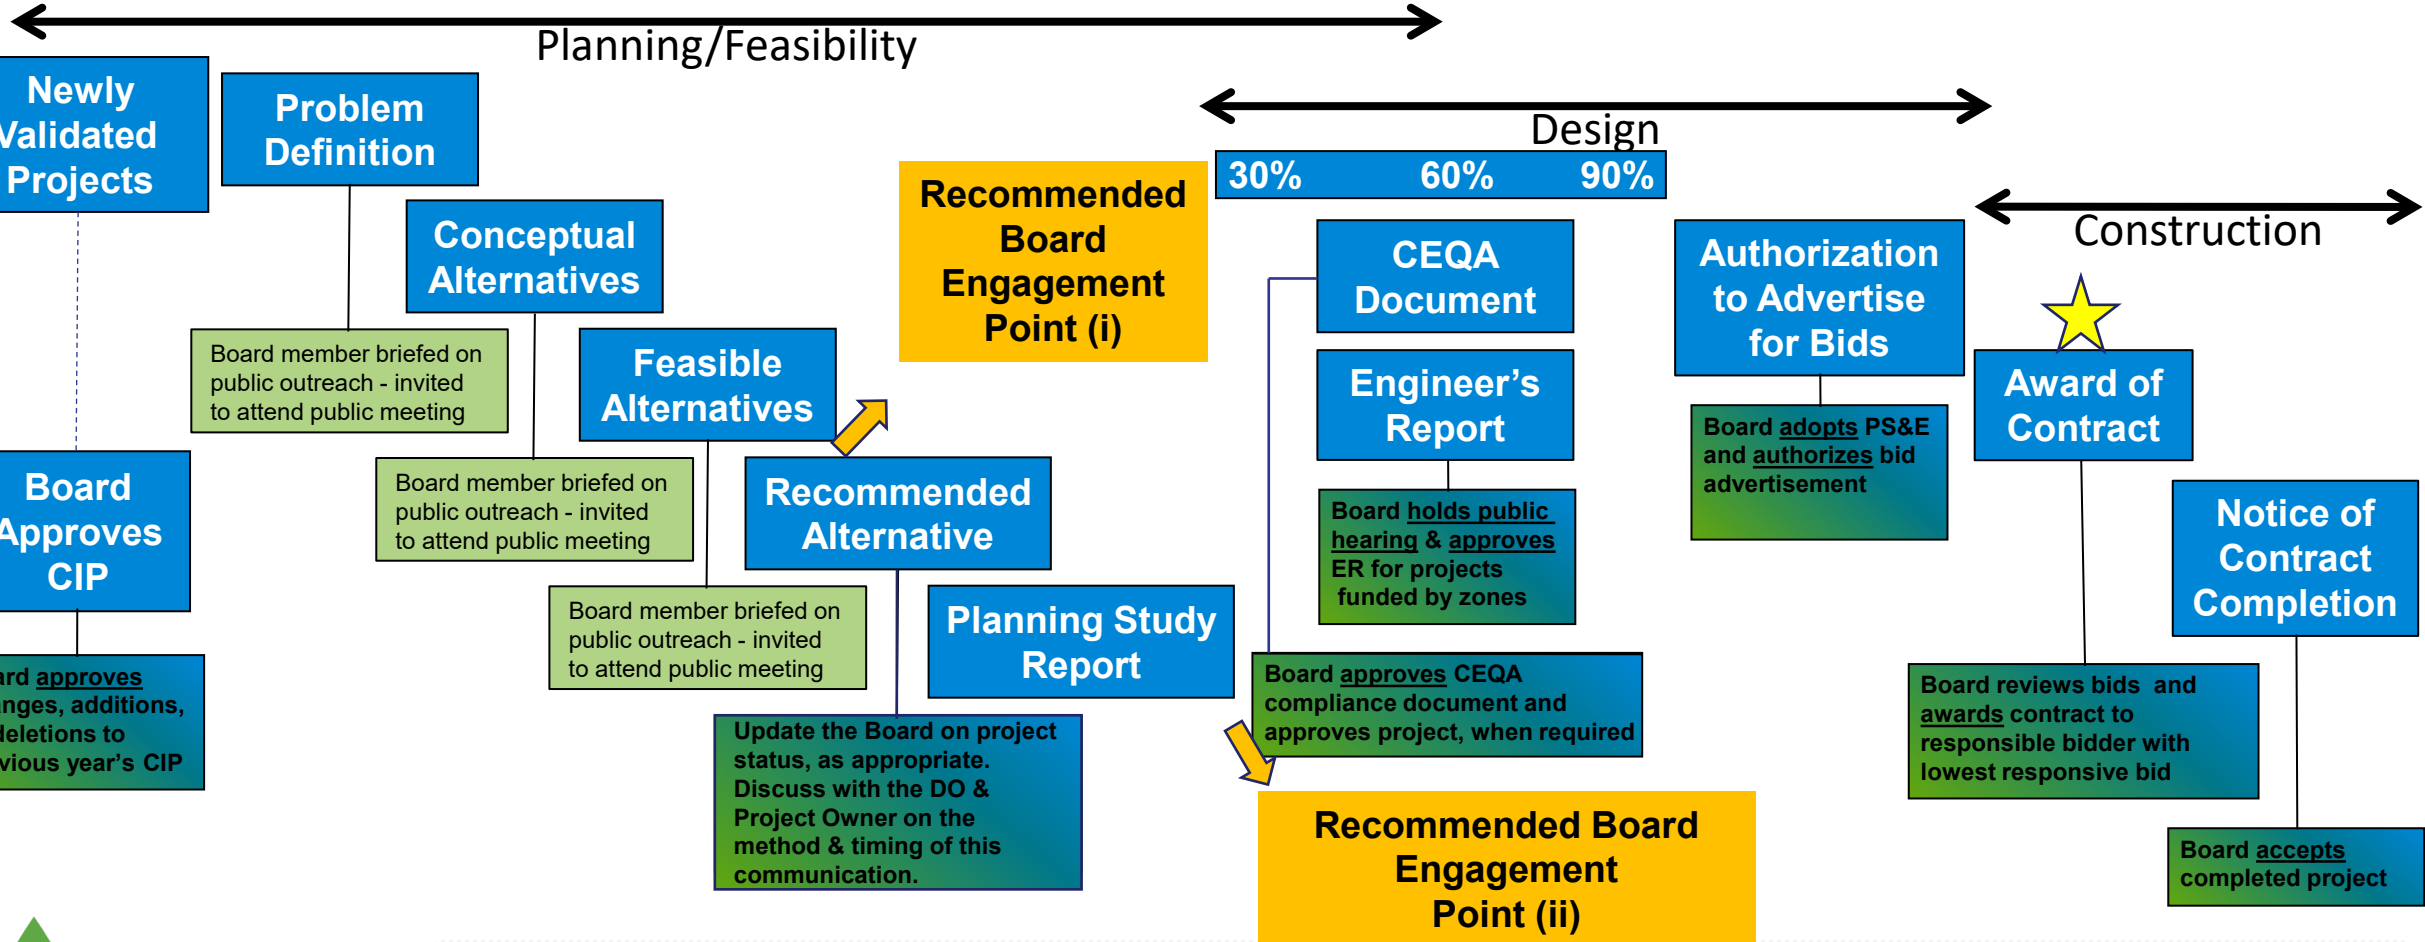 Planning/Feasibility
Design
Construction
Newly
Validated
Projects
Problem
Definition
Conceptual
Alternatives
Feasible
Alternatives
Recommended
Alternative
Planning Study
Report
Recommended
Board
Engagement
Point (i)
30% 60% 90%
CEQA
Document
Engineer’s
Report
Authorization
to Advertise
for Bids
Award of
Contract
Notice of
Contract
Completion
Board
Approves
CIP
approves
additions,
deletions to
year’s CIP
Board member briefed on
public outreach - invited
to attend public meeting
Board member briefed on
public outreach - invited
to attend public meeting
Board member briefed on
public outreach - invited
to attend public meeting
Update the Board on project
status, as appropriate.
Discuss with the DO &
Project Owner on the
method & timing of this
communication.
Board holds public
hearing & approves
ER for projects
funded by zones
Board approves CEQA
compliance document and
approves project, when required
Recommended Board
Engagement
Point (ii)
Board adopts PS&E
and authorizes bid
advertisement
Board reviews bids and
awards contract to
responsible bidder with
lowest responsive bid
Board accepts
completed project